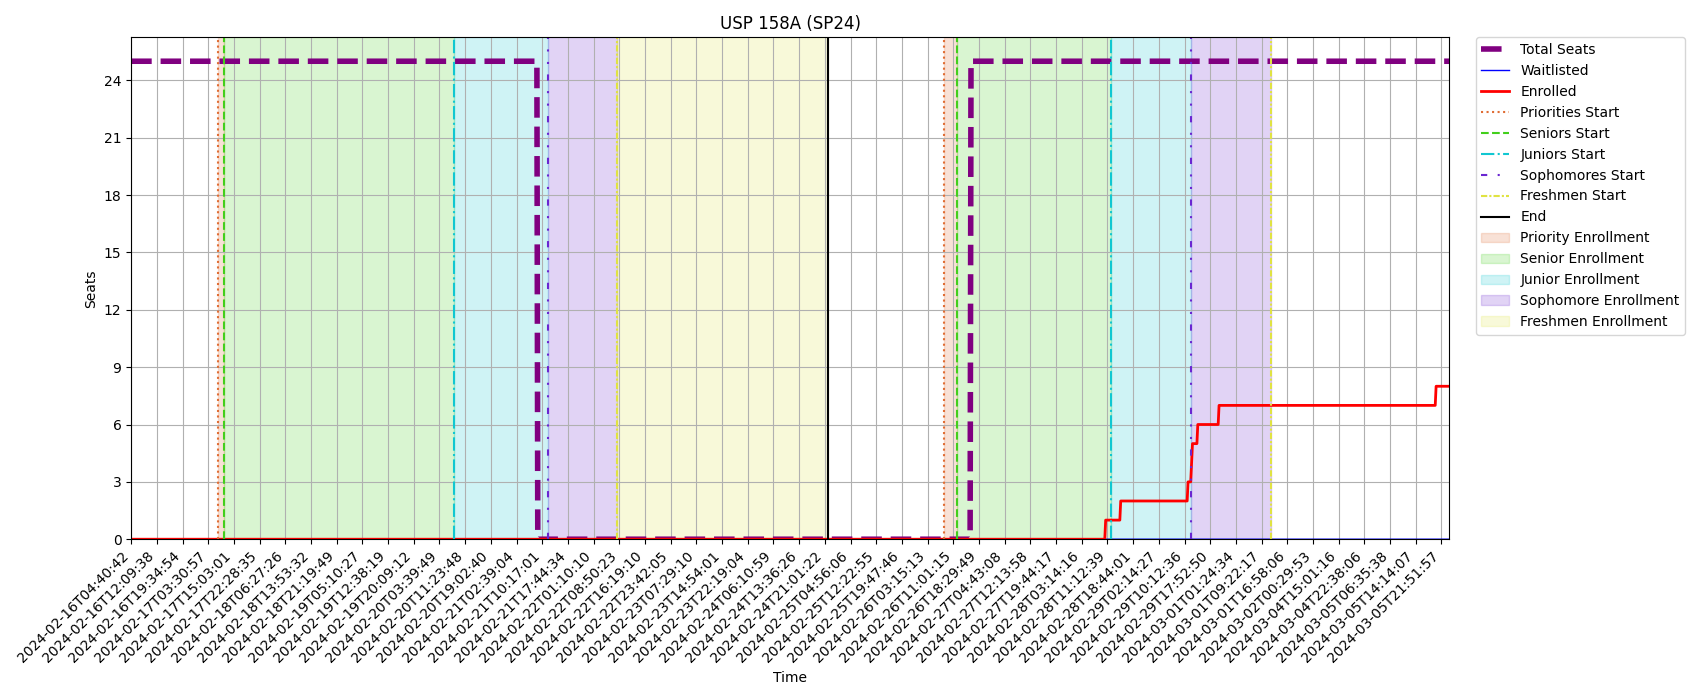 USP 158A (SP24)
Seats
24
21
18
15
12
9
6
3
0
2024-02-16T04:40:42
2024-02-16T12:09:38
2024-02-16T19:34:54
2024-02-17T03:30:57
2024-02-17T15:03:01
2024-02-17T22:28:35
2024-02-18T06:27:26
2024-02-18T13:53:32
2024-02-18T21:19:49
2024-02-19T05:10:27
2024-02-19T12:38:19
2024-02-19T20:09:12
2024-02-20T03:39:49
2024-02-20T11:23:48
2024-02-20T19:02:40
2024-02-21T02:39:04
2024-02-21T10:17:01
2024-02-21T17:44:34
2024-02-22T01:10:10
2024-02-22T08:50:23
2024-02-22T16:19:10
2024-02-22T23:42:05
2024-02-23T07:29:10
2024-02-23T14:54:01
2024-02-23T22:19:04
2024-02-24T06:10:59
2024-02-24T13:36:26
2024-02-24T21:01:22
2024-02-25T04:56:06
2024-02-25T12:22:55
2024-02-25T19:47:46
2024-02-26T03:15:13
2024-02-26T11:01:15
2024-02-26T18:29:49
2024-02-27T04:43:08
2024-02-27T12:13:58
2024-02-27T19:44:17
2024-02-28T03:14:16
2024-02-28T11:12:39
2024-02-28T18:44:01
2024-02-29T02:14:27
2024-02-29T10:12:36
2024-02-29T17:52:50
2024-03-01T01:24:34
2024-03-01T09:22:17
2024-03-01T16:58:06
2024-03-02T00:29:53
2024-03-04T15:01:16
2024-03-04T22:38:06
2024-03-05T06:35:38
2024-03-05T14:14:07
2024-03-05T21:51:57
Time
Total Seats
Waitlisted
Enrolled
Priorities Start
Seniors Start
Juniors Start
Sophomores Start
Freshmen Start
End
Priority Enrollment
Senior Enrollment
Junior Enrollment
Sophomore Enrollment
Freshmen Enrollment